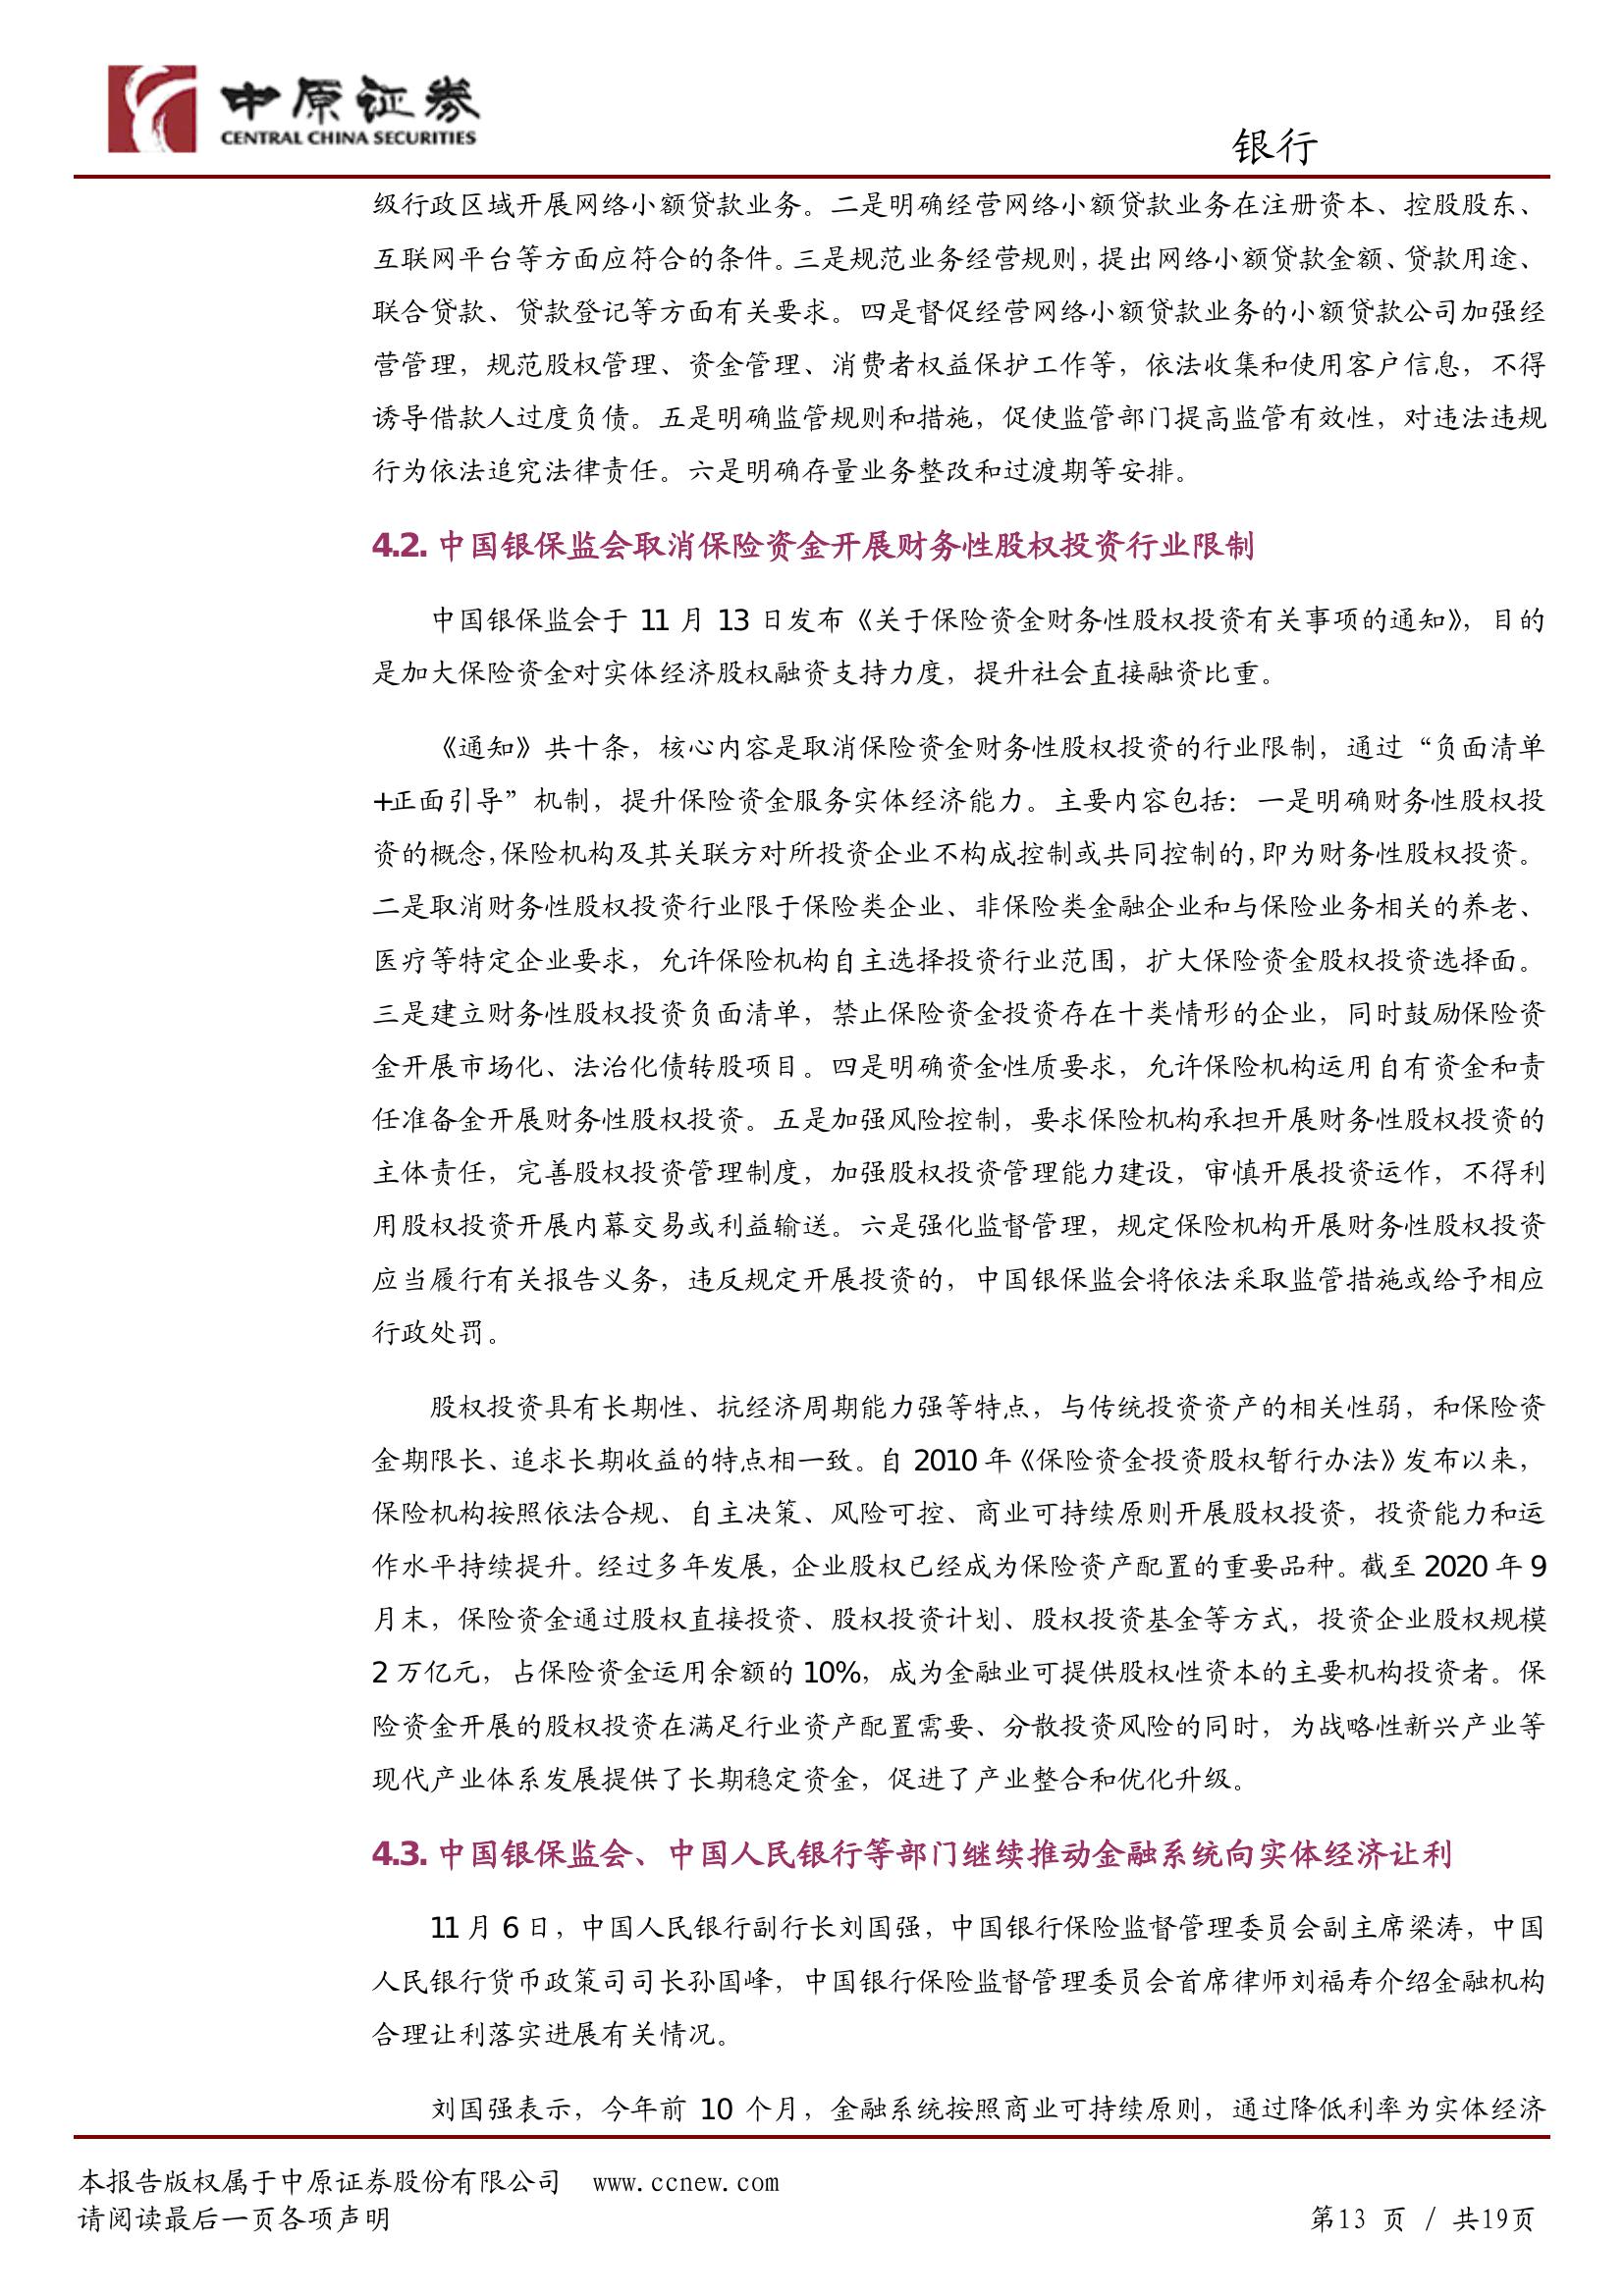 中原证券
CENTRAL CHINA SECURITIES
银行
级行政区域开展网络小额贷款业务。二是明确经营网络小额贷款业务在注册资本、控股股东、
互联网平台等方面应符合的条件。三是规范业务经营规则，提出网络小额贷款金额、贷款用途、
联合贷款、贷款登记等方面有关要求。四是督促经营网络小额贷款业务的小额贷款公司加强经
营管理，规范股权管理、资金管理、消费者权益保护工作等，依法收集和使用客户信息，不得
诱导借款人过度负债。五是明确监管规则和措施，促使监管部门提高监管有效性，对违法违规
行为依法追究法律责任。六是明确存量业务整改和过渡期等安排。
4.2. 中国银保监会取消保险资金开展财务性股权投资行业限制
中国银保监会于 11 月 13 日发布《关于保险资金财务性股权投资有关事项的通知》，目的
是加大保险资金对实体经济股权融资支持力度，提升社会直接融资比重。
《通知》共十条，核心内容是取消保险资金财务性股权投资的行业限制，通过“负面清单
+正面引导”机制，提升保险资金服务实体经济能力。主要内容包括：一是明确财务性股权投
资的概念，保险机构及其关联方对所投资企业不构成控制或共同控制的，即为财务性股权投资。
二是取消财务性股权投资行业限于保险类企业、非保险类金融企业和与保险业务相关的养老、
医疗等特定企业要求，允许保险机构自主选择投资行业范围，扩大保险资金股权投资选择面。
三是建立财务性股权投资负面清单，禁止保险资金投资存在十类情形的企业，同时鼓励保险资
金开展市场化、法治化债转股项目。四是明确资金性质要求，允许保险机构运用自有资金和责
任准备金开展财务性股权投资。五是加强风险控制，要求保险机构承担开展财务性股权投资的
主体责任，完善股权投资管理制度，加强股权投资管理能力建设，审慎开展投资运作，不得利
用股权投资开展内幕交易或利益输送。六是强化监督管理，规定保险机构开展财务性股权投资
应当履行有关报告义务，违反规定开展投资的，中国银保监会将依法采取监管措施或给予相应
行政处罚。
股权投资具有长期性、抗经济周期能力强等特点，与传统投资资产的相关性弱，和保险资
金期限长、追求长期收益的特点相一致。自 2010 年《保险资金投资股权暂行办法》发布以来，
保险机构按照依法合规、自主决策、风险可控、商业可持续原则开展股权投资，投资能力和运
作水平持续提升。经过多年发展，企业股权已经成为保险资产配置的重要品种。截至 2020 年 9
月末，保险资金通过股权直接投资、股权投资计划、股权投资基金等方式，投资企业股权规模
2 万亿元，占保险资金运用余额的 10%，成为金融业可提供股权性资本的主要机构投资者。保
险资金开展的股权投资在满足行业资产配置需要、分散投资风险的同时，为战略性新兴产业等
现代产业体系发展提供了长期稳定资金，促进了产业整合和优化升级。
4.3. 中国银保监会、中国人民银行等部门继续推动金融系统向实体经济让利
11 月 6 日，中国人民银行副行长刘国强，中国银行保险监督管理委员会副主席梁涛，中国
人民银行货币政策司司长孙国峰，中国银行保险监督管理委员会首席律师刘福寿介绍金融机构
合理让利落实进展有关情况。
刘国强表示，今年前 10 个月，金融系统按照商业可持续原则，通过降低利率为实体经济
本报告版权属于中原证券股份有限公司 www.ccnew.com
请阅读最后一页各项声明
第13 页 / 共19页